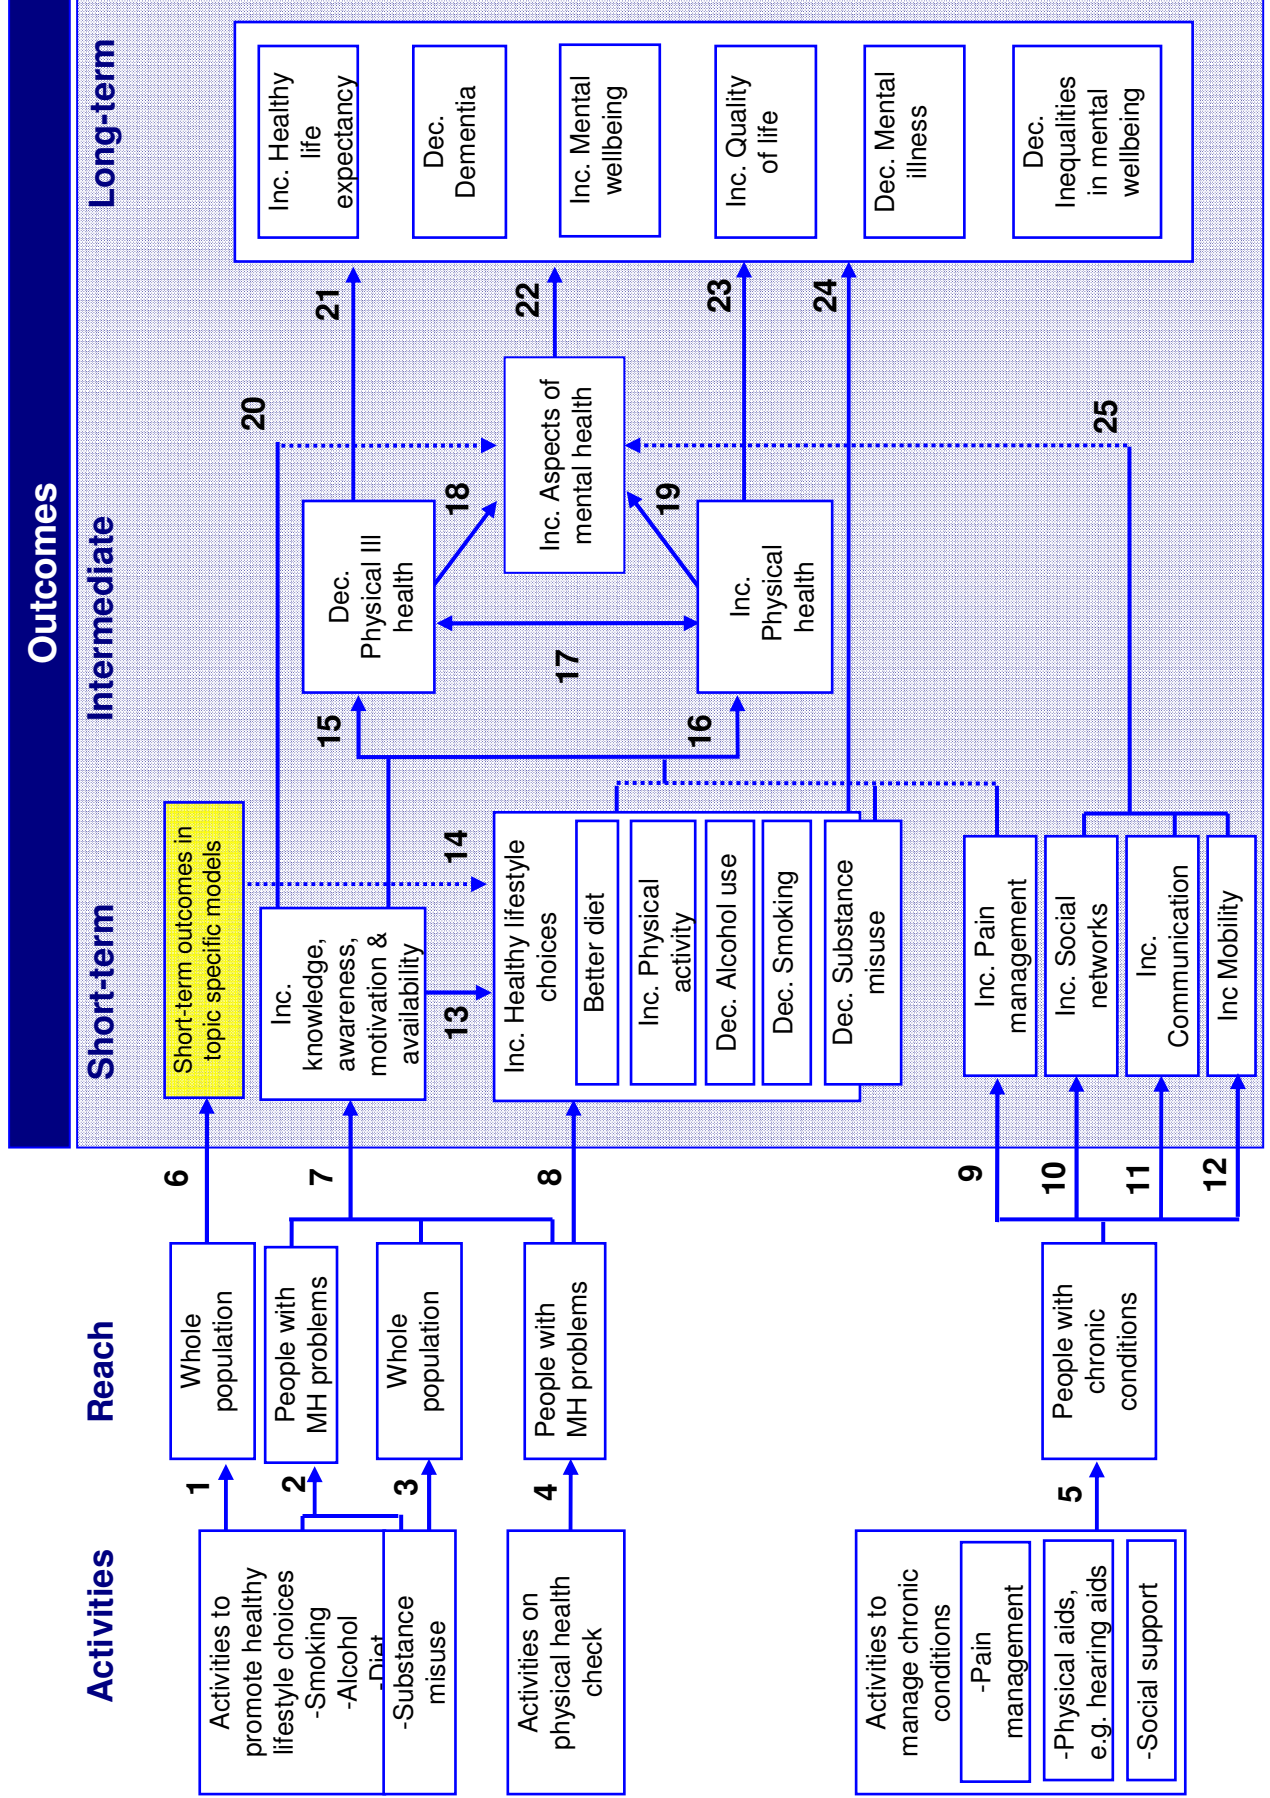 Outcomes
Activities
Reach
Short-term
Intermediate
Long-term
Activities to
promote healthy
lifestyle choices
-Smoking
-Alcohol
-Diet
-Substance
misuse
Activities on
physical health
check
Activities to
manage chronic
conditions
-Pain
management
-Physical aids,
e.g. hearing aids
-Social support
1
2
3
4
5
Whole
population
People with
MH problems
Whole
population
People with
MH problems
People with
chronic
conditions
6
7
8
9
10
11
12
Short-term outcomes in
topic specific models
Inc.
knowledge,
awareness,
motivation &
availability
13
14
Inc. Healthy lifestyle
choices
Better diet
Inc. Physical
activity
Dec. Alcohol use
Dec. Smoking
Dec. Substance
misuse
Inc. Pain
management
Inc. Social
networks
Inc.
Communication
Inc Mobility
15
16
17
Dec.
Physical Ill
health
Inc.
Physical
health
18
19
20
Inc. Aspects of
mental health
21
22
23
24
25
Inc. Healthy
life
expectancy
Dec.
Dementia
Inc. Mental
wellbeing
Inc. Quality
of life
Dec. Mental
illness
Dec.
Inequalities
in mental
wellbeing